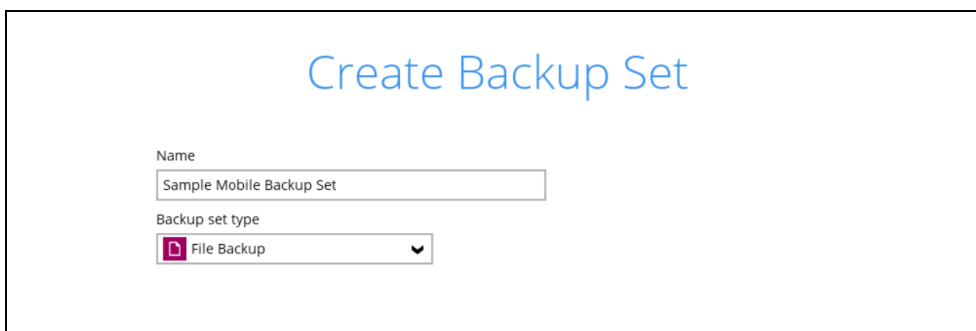 Create Backup Set
Name
Sample Mobile Backup Set
Backup set type
File Backup